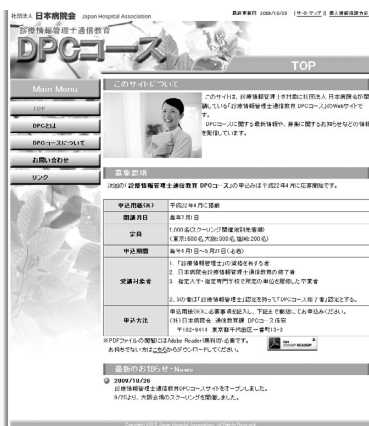 社団法人 日本病院会 Japan Hospital Association
最終更新日 2009/10/26 | サイトマップ | 個人情報保護方針
診療情報管理士通信教育
DPCコース
TOP
Main Menu
TOP
DPCとは
DPCコースについて
お問い合わせ
リンク
このサイトについて
このサイトは、診療情報管理士を対象に社団法人 日本病院会が開
講している「診療情報管理士通信教育 DPCコース」のWebサイトで
す。
DPCコースに関する最新情報や、募集に関するお知らせなどの情報
を発信しています。
募集要項
次回の「診療情報管理士通信教育 DPCコース」の申込みは平成22年4月に応募開始です。
申込用紙(※) 平成22年4月に掲載
開講月日 毎年7月1日
定員 1,000名(スクーリング開催地別先着順)
(東京:500名,大阪:300名,福岡:200名)
申込期間 毎年4月1日～5月31日(必着)
受講対象者
1. 「診療情報管理士」の資格を有する者
2. 日本病院会診療情報管理士通信教育の修了者
3. 指定大学・指定専門学校で所定の単位を履修した卒業者
2、3の者は「診療情報管理士」認定を持って「DPCコース修了者」認定とする。
申込方法
申込用紙(※)に必要事項を記入し、下記まで郵送にてお申込みください。
(社)日本病院会 通信教育課 DPCコース係宛
〒102-8414 東京都千代田区一番町13-3
※PDFファイルの閲覧にはAdobe Reader(無料)が必要です。
お持ちでない方はこちらからダウンロードしてください。
Get ADOBE READER
最新のお知らせ・News
2009/10/26
診療情報管理士通信教育DPCコースサイトをオープンしました。
9/25より、大阪会場のスクーリングを開催しました。